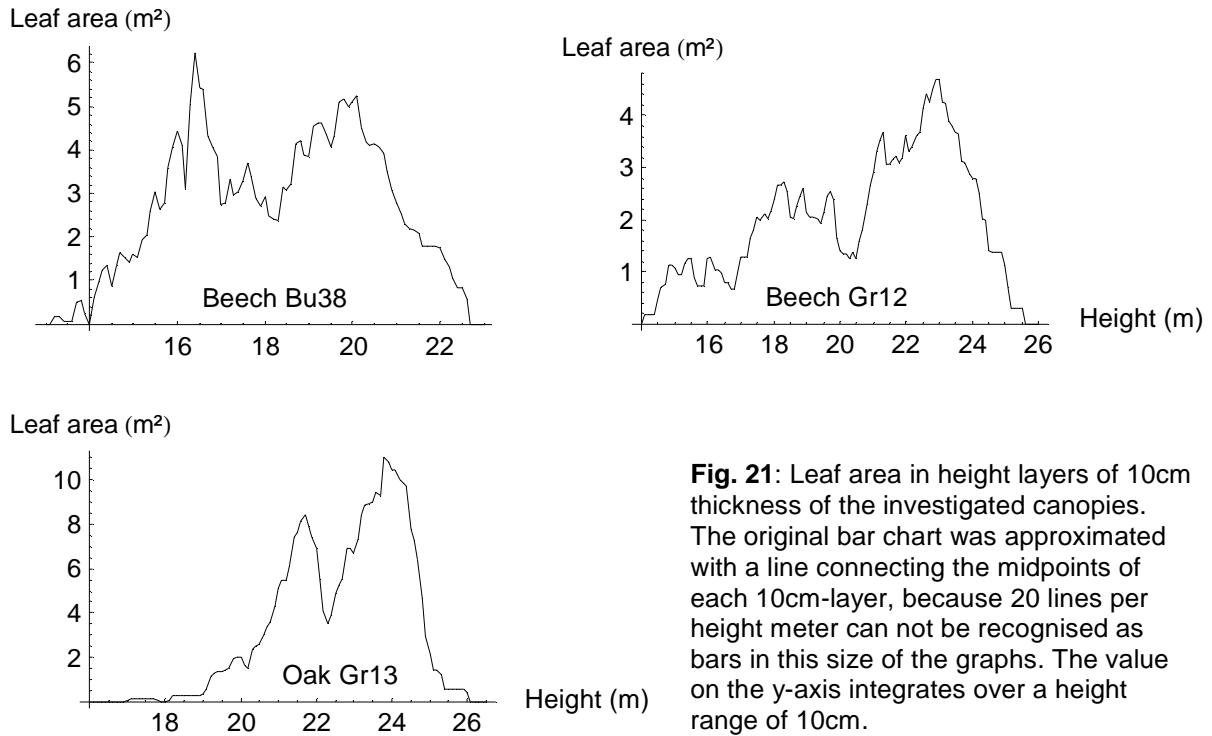 Leaf area (m²)
6
5
4
3
2
1
Beech Bu38
16 18 20 22
Leaf area (m²)
4
3
2
1
Beech Gr12
Height (m)
16 18 20 22 24 26
Leaf area (m²)
10
8
6
4
2
Oak Gr13
Height (m)
20 22 24 26
Fig. 21: Leaf area in height layers of 10cm
thickness of the investigated canopies.
The original bar chart was approximated
with a line connecting the midpoints of
each 10cm-layer, because 20 lines per
height meter can not be recognised as
bars in this size of the graphs. The value
on the y-axis integrates over a height
range of 10cm.